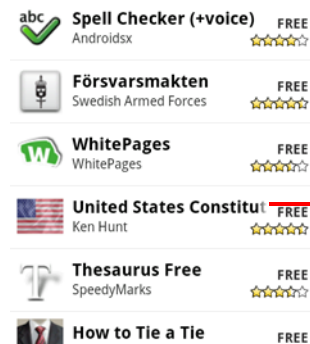 abc
Spell Checker (+voice) FREE
Androidsx
Försvarsmakten FREE
Swedish Armed Forces
W
WhitePages FREE
WhitePages
United States Constitut FREE
Ken Hunt
T
Thesaurus Free FREE
SpeedyMarks
How to Tie a Tie FREE